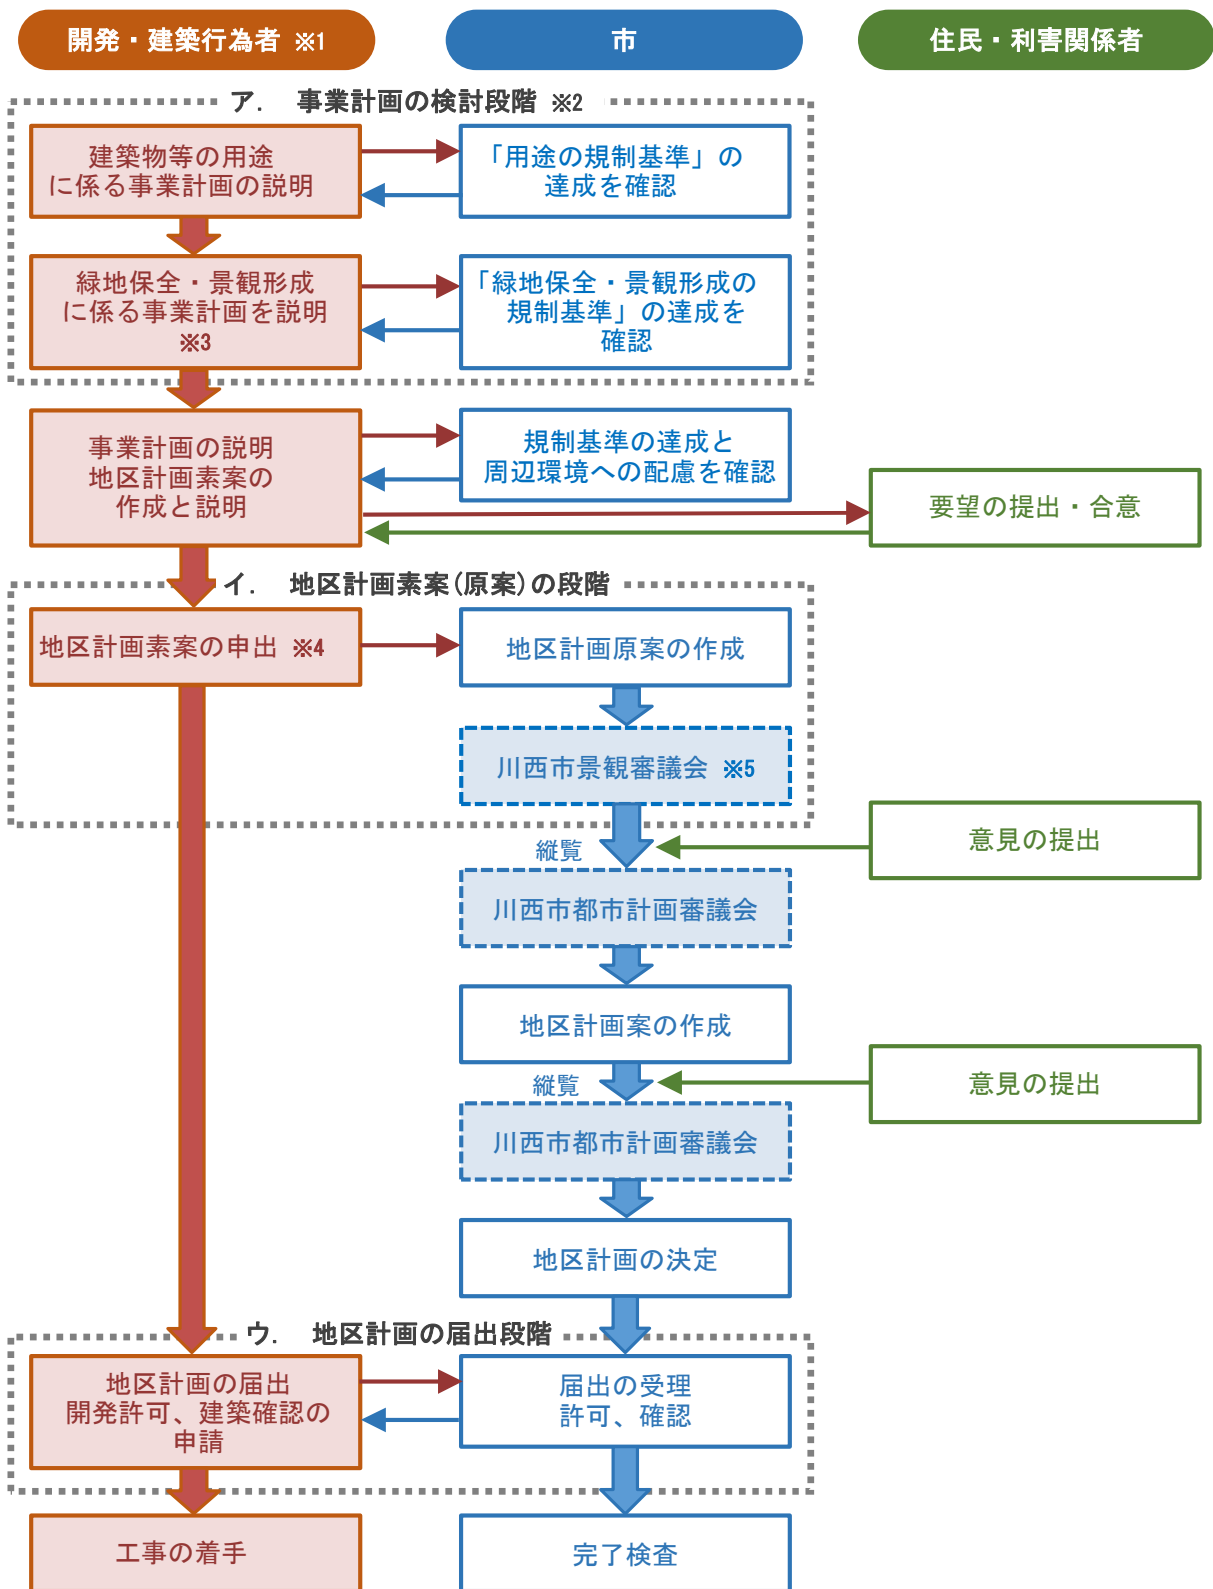 開発・建築行為者 ※1
市
住民・利害関係者
ア. 事業計画の検討段階 ※2
建築物等の用途
に係る事業計画の説明
「用途の規制基準」の
達成を確認
緑地保全・景観形成
に係る事業計画を説明
※3
「緑地保全・景観形成の
規制基準」の達成を
確認
事業計画の説明
地区計画素案の
作成と説明
規制基準の達成と
周辺環境への配慮を確認
要望の提出・合意
イ. 地区計画素案(原案)の段階
地区計画素案の申出 ※4
地区計画原案の作成
川西市景観審議会 ※5
縦覧
意見の提出
川西市都市計画審議会
地区計画案の作成
縦覧
意見の提出
川西市都市計画審議会
地区計画の決定
ウ. 地区計画の届出段階
地区計画の届出
開発許可、建築確認の
申請
届出の受理
許可、確認
工事の着手
完了検査